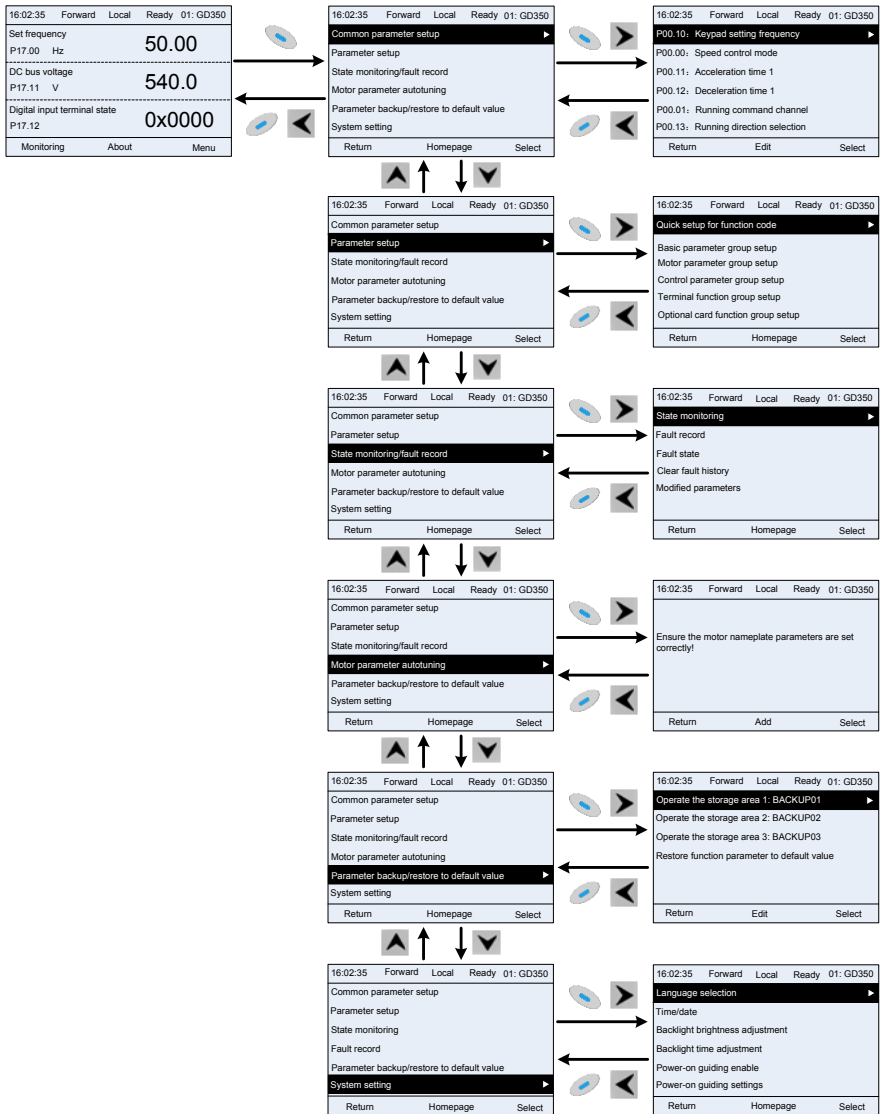 16:02:35 Forward Local Ready 01: GD350
Set frequency
P17.00 Hz 50.00
DC bus voltage
P17.11 V 540.0
Digital input terminal state
P17.12 0x0000
Monitoring About Menu
16:02:35 Forward Local Ready 01: GD350
Common parameter setup
Parameter setup
State monitoring/fault record
Motor parameter autotuning
Parameter backup/restore to default value
System setting
Return Homepage Select
16:02:35 Forward Local Ready 01: GD350
P00.10: Keypad setting frequency
P00.00: Speed control mode
P00.11: Acceleration time 1
P00.12: Deceleration time 1
P00.01: Running command channel
P00.13: Running direction selection
Return Edit Select
16:02:35 Forward Local Ready 01: GD350
Common parameter setup
Parameter setup
State monitoring/fault record
Motor parameter autotuning
Parameter backup/restore to default value
System setting
Return Homepage Select
16:02:35 Forward Local Ready 01: GD350
Quick setup for function code
Basic parameter group setup
Motor parameter group setup
Control parameter group setup
Terminal function group setup
Optional card function group setup
Return Homepage Select
16:02:35 Forward Local Ready 01: GD350
Common parameter setup
Parameter setup
State monitoring/fault record
Motor parameter autotuning
Parameter backup/restore to default value
System setting
Return Homepage Select
16:02:35 Forward Local Ready 01: GD350
State monitoring
Fault record
Fault state
Clear fault history
Modified parameters
Return Homepage Select
16:02:35 Forward Local Ready 01: GD350
Common parameter setup
Parameter setup
State monitoring/fault record
Motor parameter autotuning
Parameter backup/restore to default value
System setting
Return Homepage Select
16:02:35 Forward Local Ready 01: GD350
Ensure the motor nameplate parameters are set
correctly!
Return Add Select
16:02:35 Forward Local Ready 01: GD350
Common parameter setup
Parameter setup
State monitoring/fault record
Motor parameter autotuning
Parameter backup/restore to default value
System setting
Return Homepage Select
16:02:35 Forward Local Ready 01: GD350
Operate the storage area 1: BACKUP01
Operate the storage area 2: BACKUP02
Operate the storage area 3: BACKUP03
Restore function parameter to default value
Return Edit Select
16:02:35 Forward Local Ready 01: GD350
Common parameter setup
Parameter setup
State monitoring
Fault record
Parameter backup/restore to default value
System setting
Return Homepage Select
16:02:35 Forward Local Ready 01: GD350
Language selection
Time/date
Backlight brightness adjustment
Backlight time adjustment
Power-on guiding enable
Power-on guiding settings
Return Homepage Select